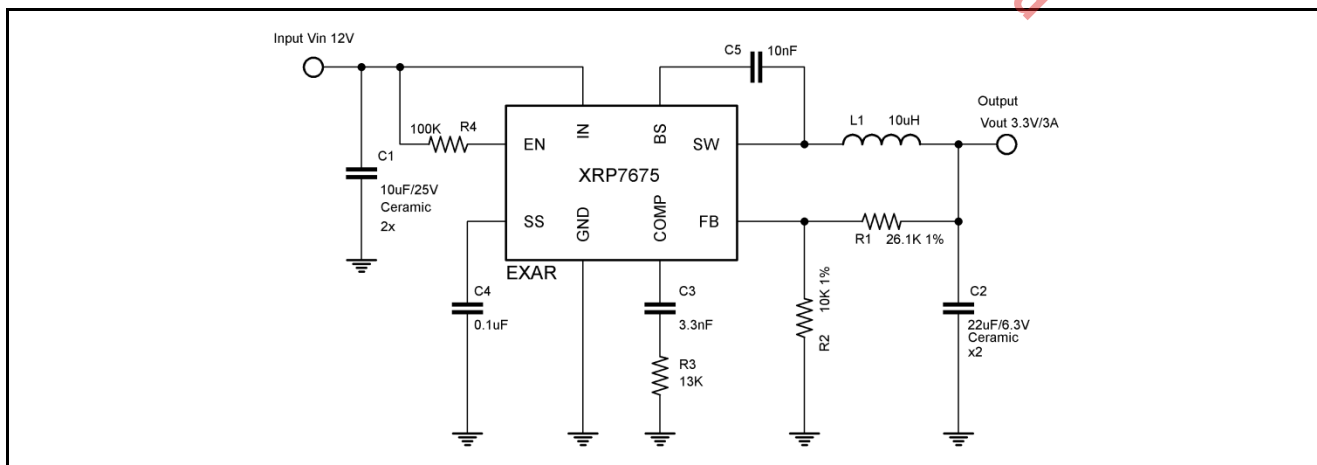 Input Vin 12V
C5
10nF
Output
Vout 3.3V/3A
L1
10uH
100K
R4
EN
IN
BS
SW
C1
10uF/25V
Ceramic
2x
XRP7675
SS
GND
COMP
FB
R1
26.1K 1%
EXAR
C4
0.1uF
C3
3.3nF
10K 1%
R2
C2
22uF/6.3V
Ceramic
x2
R3
13K